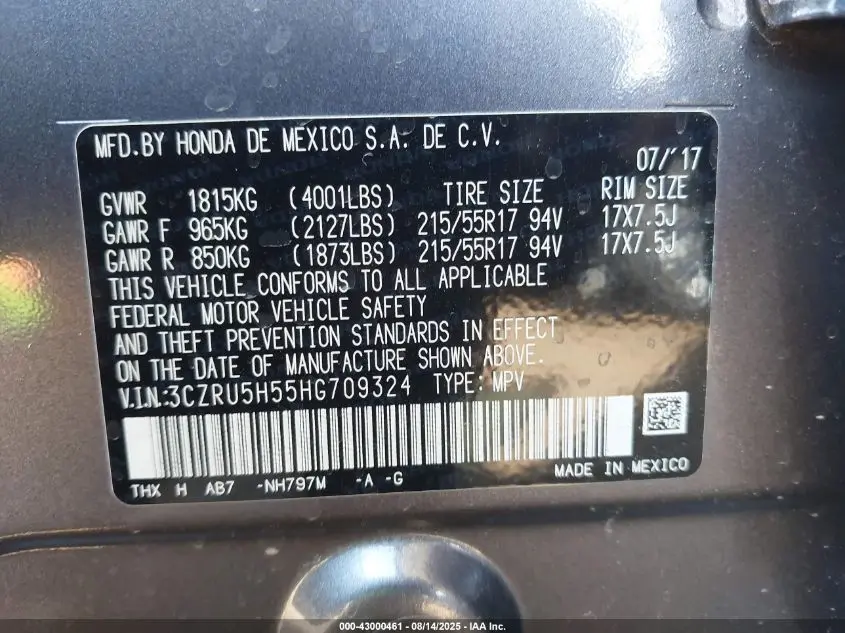 MFD.BY HONDA DE MEXICO S.A. DE C.V.
07/'17
GVWR 1815KG (4001LBS) TIRE SIZE RIM SIZE
GAWR F 965KG (2127LBS) 215/55R17 94V 17X7.5J
GAWR R 850KG (1873LBS) 215/55R17 94V 17X7.5J
THIS VEHICLE CONFORMS TO ALL APPLICABLE
FEDERAL MOTOR VEHICLE SAFETY
AND THEFT PREVENTION STANDARDS IN EFFECT
ON THE DATE OF MANUFACTURE SHOWN ABOVE.
V.I.N:3CZRU5H55HG709324 TYPE: MPV
MADE IN MEXICO
THX H AB7 -NH797M -A -G
000-43000461 - 08/14/2025 - IAA Inc.